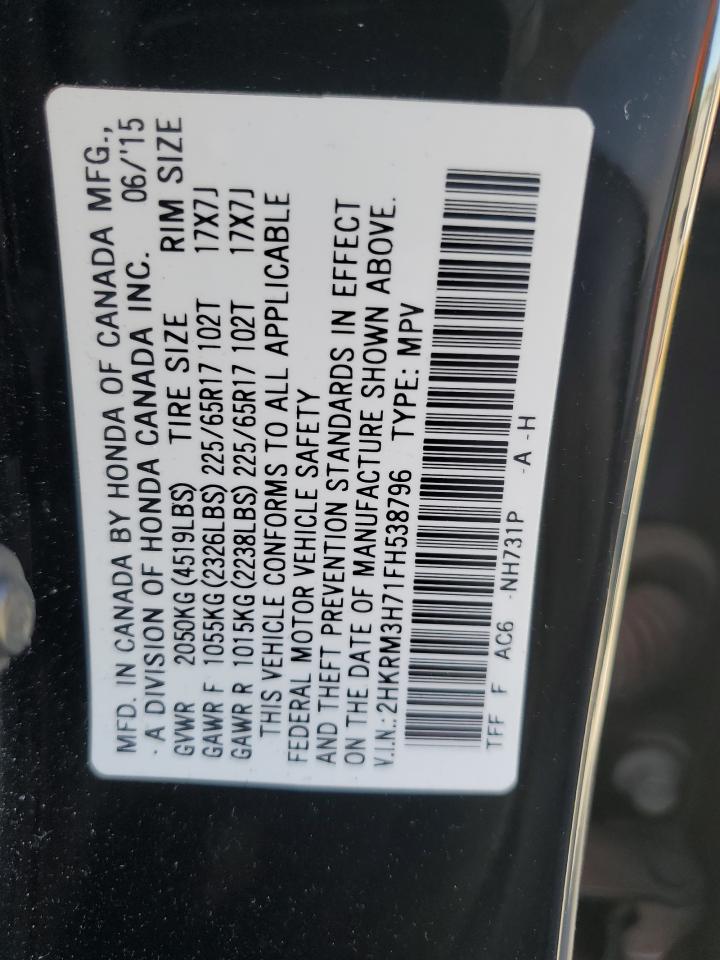 MFD. IN CANADA BY HONDA OF CANADA MFG.,
· A DIVISION OF HONDA CANADA INC. 06/'15
GVWR 2050KG (4519LBS) TIRE SIZE RIM SIZE
GAWR F 1055KG (2326LBS) 225/65R17 102T 17X7J
GAWR R 1015KG (2238LBS) 225/65R17 102T 17X7J
THIS VEHICLE CONFORMS TO ALL APPLICABLE
FEDERAL MOTOR VEHICLE SAFETY
AND THEFT PREVENTION STANDARDS IN EFFECT
ON THE DATE OF MANUFACTURE SHOWN ABOVE.
V.I.N.: 2HKRM3H71FH538796 TYPE: MPV
TFF F AC6 -NH731P -A -H